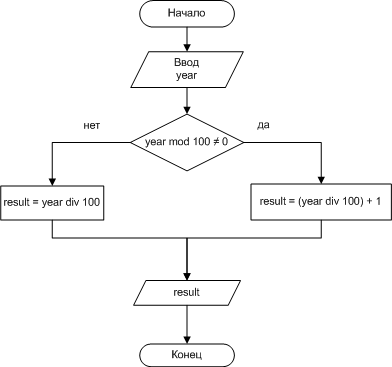 Начало
Ввод
year
нет
да
year mod 100 ≠ 0
result = year div 100
result = (year div 100) + 1
result
Конец